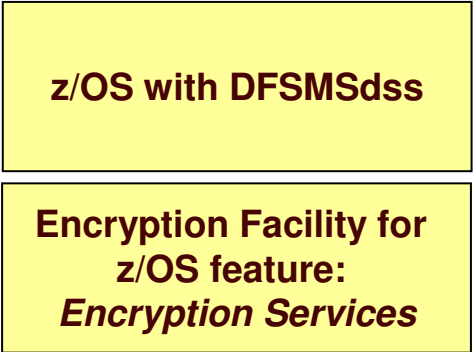 z/OS with DFSMSdss
Encryption Facility for
z/OS feature:
Encryption Services